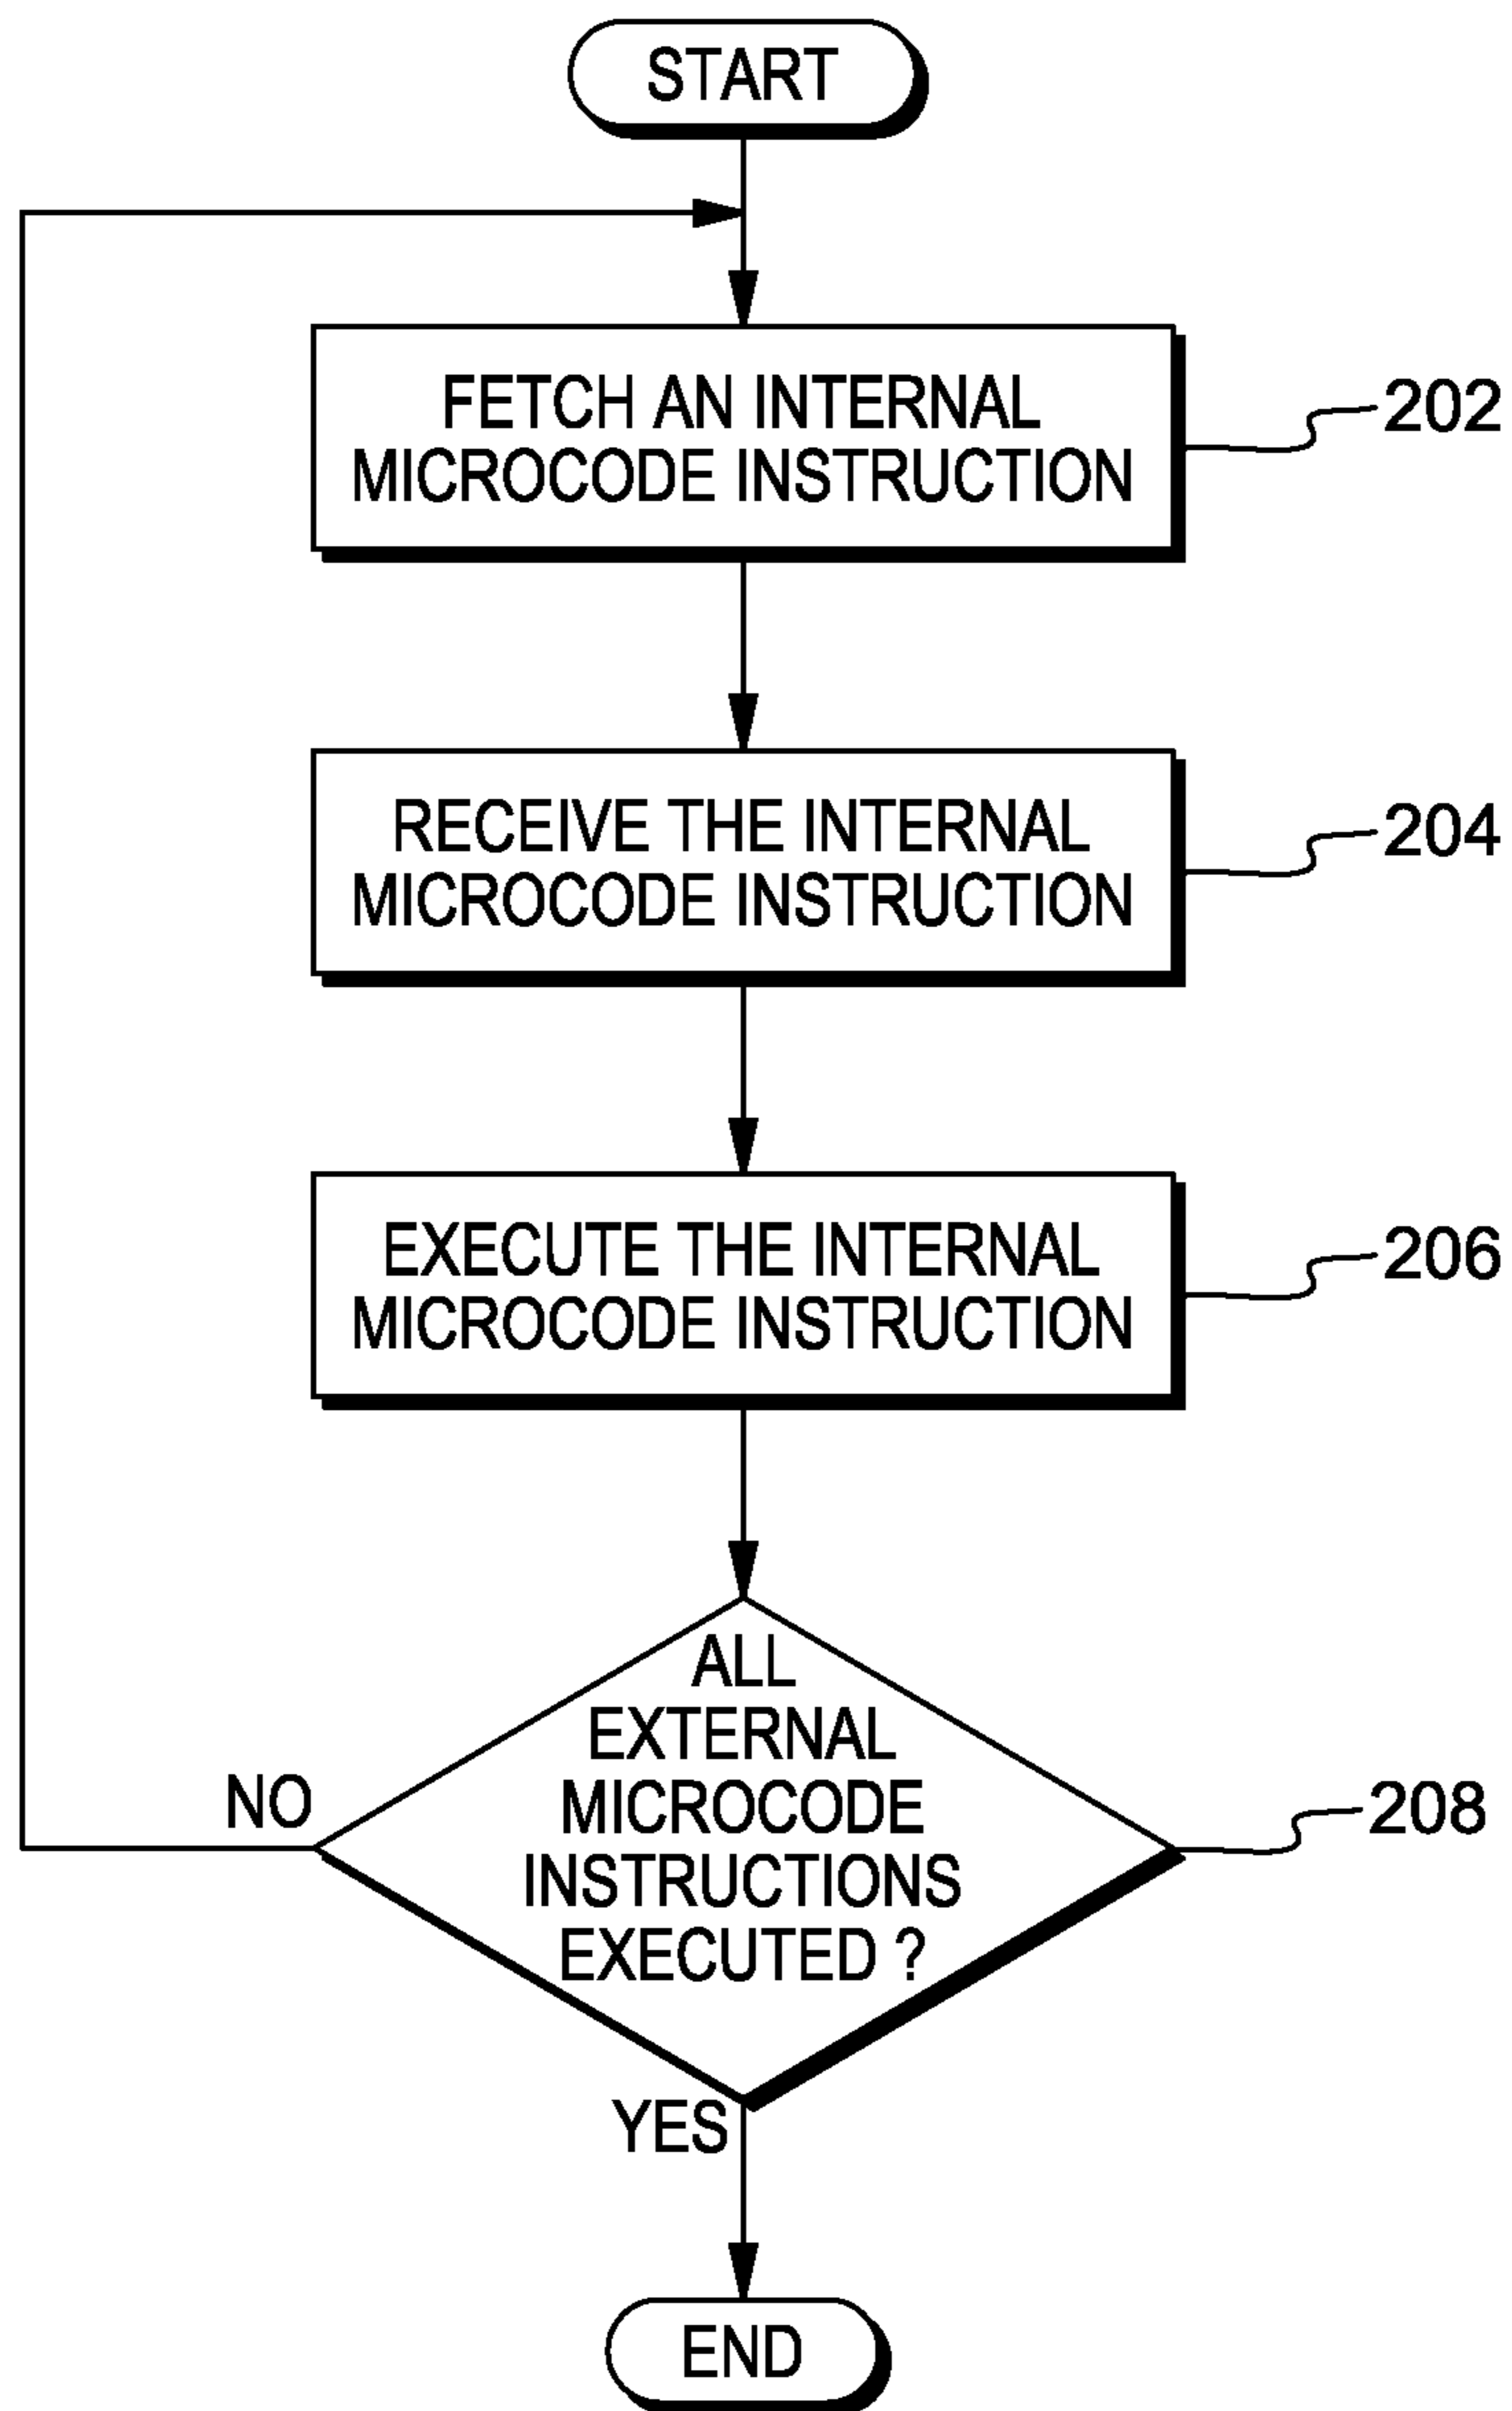 START
FETCH AN INTERNAL
MICROCODE INSTRUCTION
202
RECEIVE THE INTERNAL
MICROCODE INSTRUCTION
204
EXECUTE THE INTERNAL
MICROCODE INSTRUCTION
206
ALL
EXTERNAL
MICROCODE
INSTRUCTIONS
EXECUTED ?
NO
208
YES
END